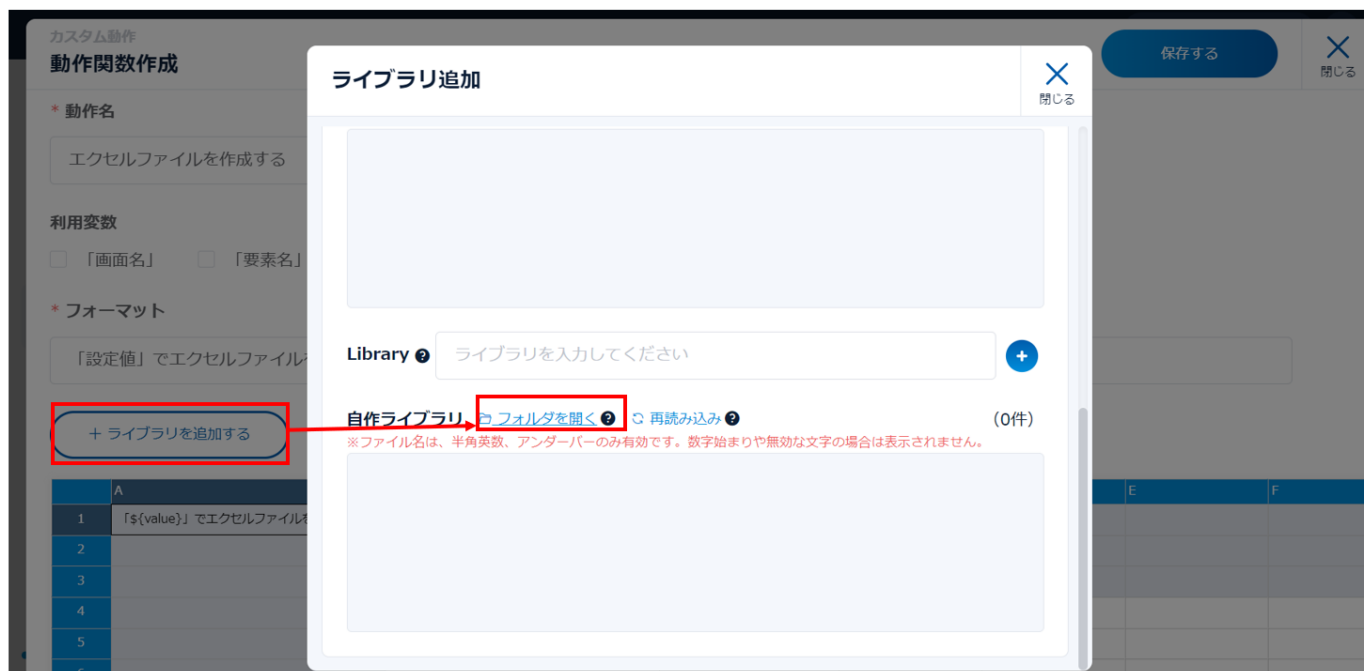 カスタム動作
動作関数作成
保存する
閉じる
* 動作名
エクセルファイルを作成する
利用変数
「画面名」
「要素名」
* フォーマット
「設定値」でエクセルファイル
+ ライブラリを追加する
A
E
F
1
「${value}」でエクセルファイルを
2
3
4
5
ライブラリ追加
閉じる
Library ?
ライブラリを入力してください
+
自作ライブラリ フォルダを開く ? 再読み込み ? (0件)
※ファイル名は、半角英数、アンダーバーのみ有効です。数字始まりや無効な文字の場合は表示されません。